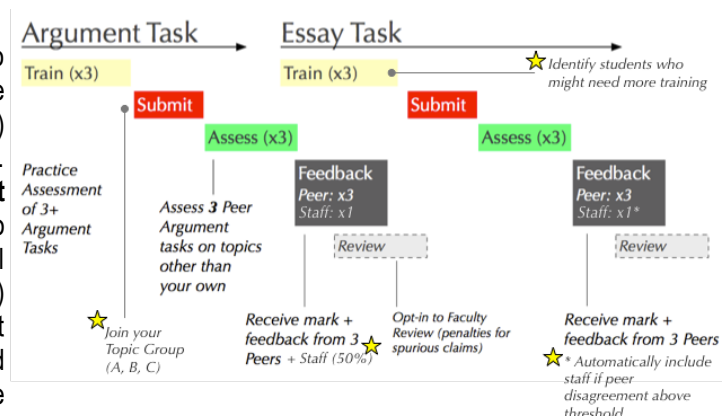 Argument Task
Essay Task
Train (x3)
Train (x3)
Identify students who
might need more training
Submit
Submit
Assess (x3)
Assess (x3)
Practice
Assessment
of 3+
Argument
Tasks
Assess 3 Peer
Argument
tasks on topics
other than
your own
Feedback
Peer: x3
Staff: x1
Feedback
Peer: x3
Staff: x1*
Review
Review
Join your
Topic Group
(A, B, C)
Receive mark +
feedback from 3
Peers + Staff (50%)
Opt-in to Faculty
Review (penalties for
spurious claims)
Receive mark +
feedback from 3 Peers
* Automatically include
staff if peer
disagreement above
threshold